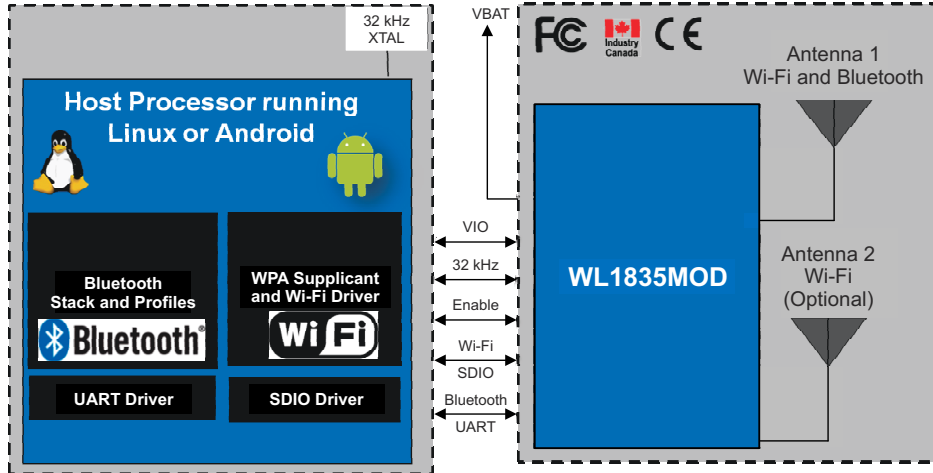 32 kHz
XTAL
Host Processor running
Linux or Android
Bluetooth
Stack and Profiles
Bluetooth®
WPA Supplicant
and Wi-Fi Driver
Wi Fi
UART Driver
SDIO Driver
VBAT
VIO
32 kHz
Enable
Wi-Fi
SDIO
Bluetooth
UART
FC
Industry
Canada
CE
WL1835MOD
Antenna 1
Wi-Fi and Bluetooth
Antenna 2
Wi-Fi
(Optional)